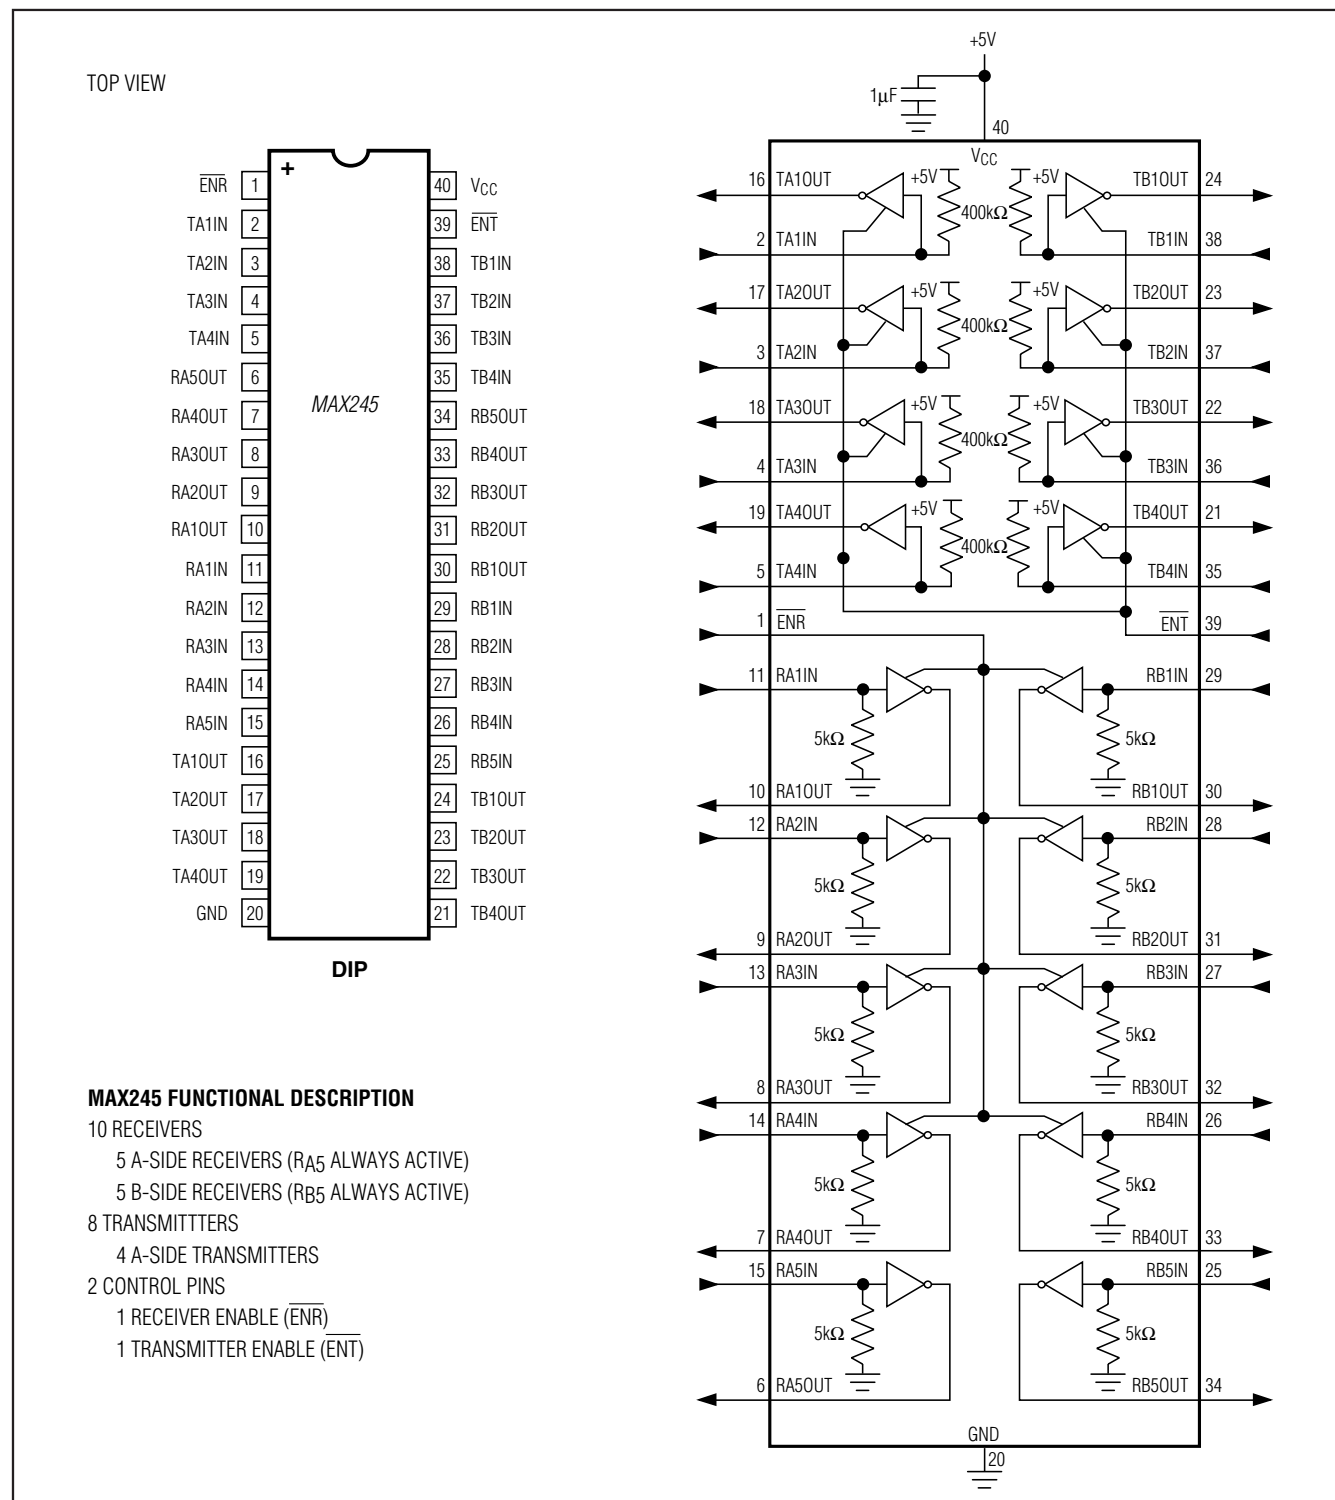 TOP VIEW
ENR 1
TA1IN 2
TA2IN 3
TA3IN 4
TA4IN 5
RA5OUT 6
RA4OUT 7
RA3OUT 8
RA2OUT 9
RA1OUT 10
RA1IN 11
RA2IN 12
RA3IN 13
RA4IN 14
RA5IN 15
TA1OUT 16
TA2OUT 17
TA3OUT 18
TA4OUT 19
GND 20
+
MAX245
40 VCC
39 ENT
38 TB1IN
37 TB2IN
36 TB3IN
35 TB4IN
34 RB5OUT
33 RB4OUT
32 RB3OUT
31 RB2OUT
30 RB1OUT
29 RB1IN
28 RB2IN
27 RB3IN
26 RB4IN
25 RB5IN
24 TB1OUT
23 TB2OUT
22 TB3OUT
21 TB4OUT
DIP
MAX245 FUNCTIONAL DESCRIPTION
10 RECEIVERS
5 A-SIDE RECEIVERS (RA5 ALWAYS ACTIVE)
5 B-SIDE RECEIVERS (RB5 ALWAYS ACTIVE)
8 TRANSMITTTERS
4 A-SIDE TRANSMITTERS
2 CONTROL PINS
1 RECEIVER ENABLE (ENR)
1 TRANSMITTER ENABLE (ENT)
+5V
1μF
40
VCC
16 TA1OUT +5V +5V TB1OUT 24
400kΩ
2 TA1IN TB1IN 38
17 TA2OUT +5V +5V TB2OUT 23
400kΩ
3 TA2IN TB2IN 37
18 TA3OUT +5V +5V TB3OUT 22
400kΩ
4 TA3IN TB3IN 36
19 TA4OUT +5V +5V TB4OUT 21
400kΩ
5 TA4IN TB4IN 35
1 ENR ENT 39
11 RA1IN RB1IN 29
5kΩ 5kΩ
10 RA1OUT RB1OUT 30
12 RA2IN RB2IN 28
5kΩ 5kΩ
9 RA2OUT RB2OUT 31
13 RA3IN RB3IN 27
5kΩ 5kΩ
8 RA3OUT RB3OUT 32
14 RA4IN RB4IN 26
5kΩ 5kΩ
7 RA4OUT RB4OUT 33
15 RA5IN RB5IN 25
5kΩ 5kΩ
6 RA5OUT RB5OUT 34
GND
20